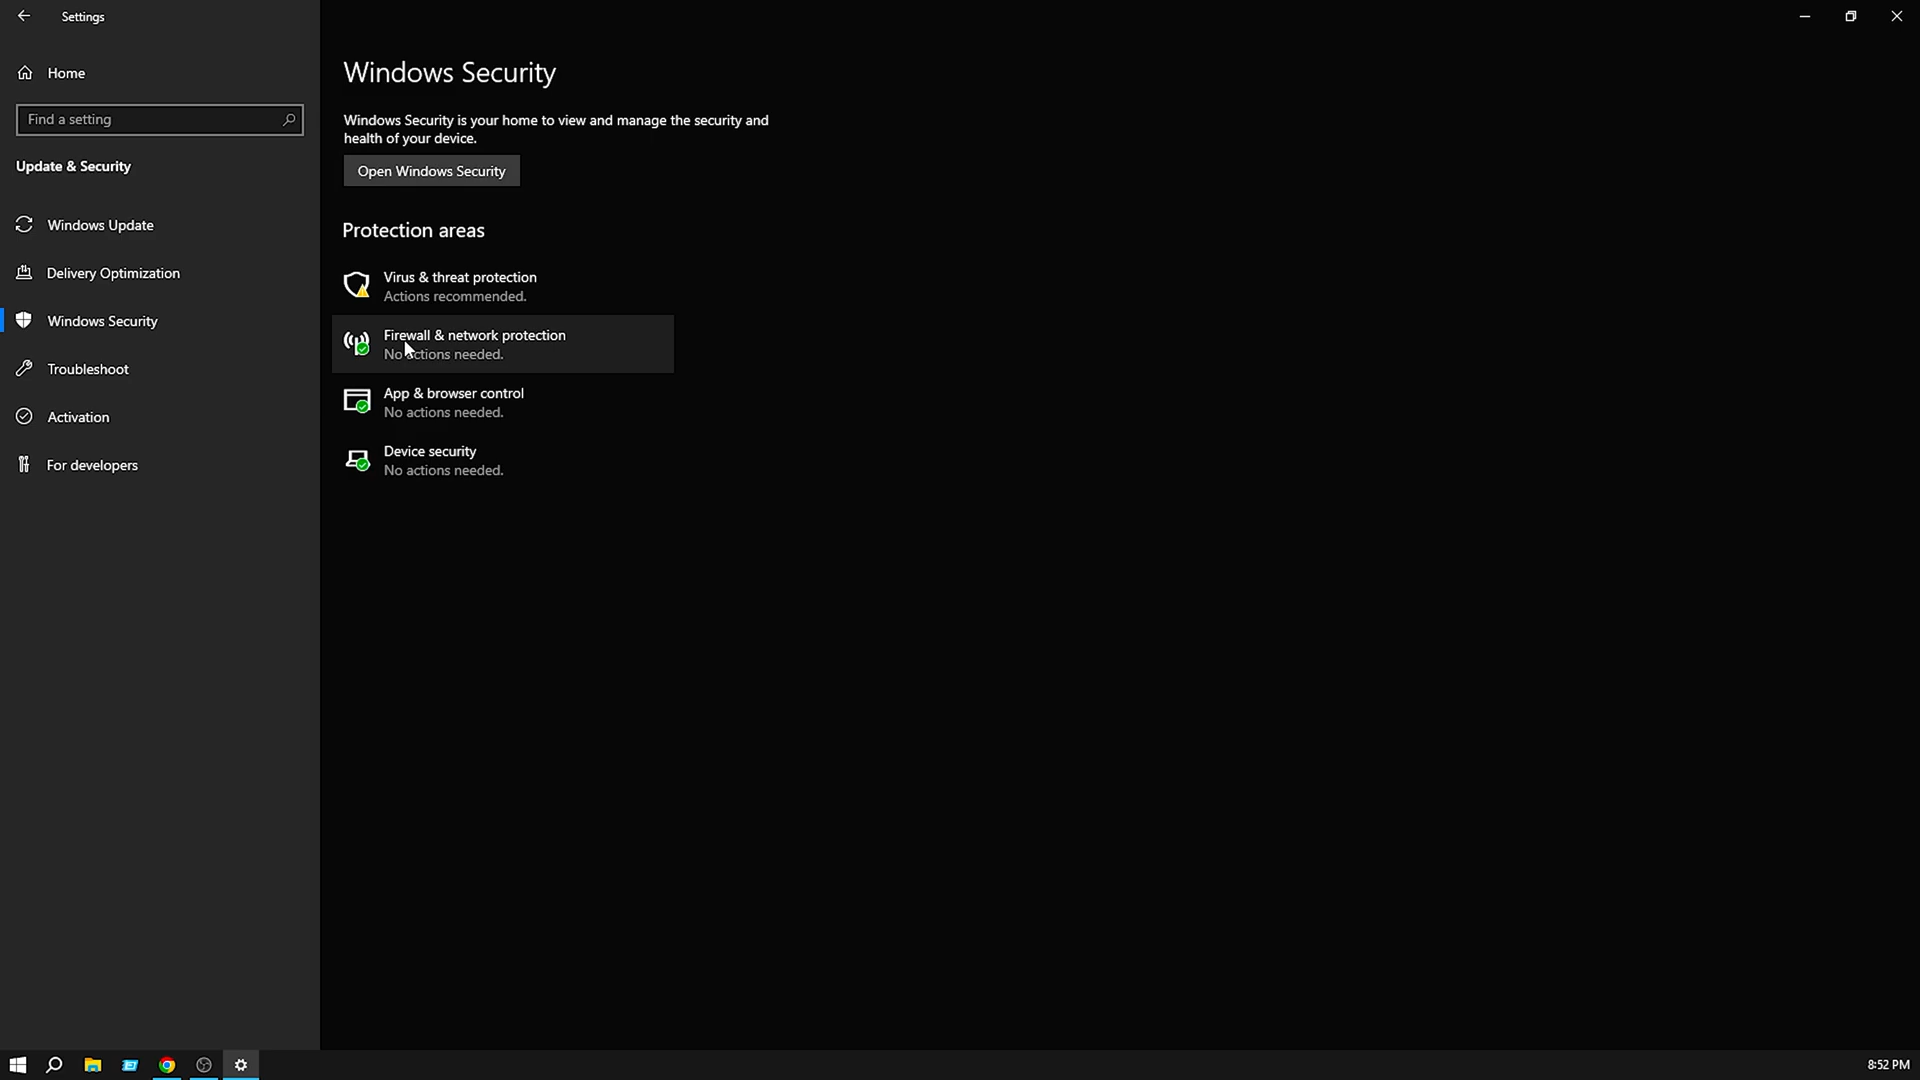 Settings
Home
Find a setting
Update & Security
Windows Update
Delivery Optimization
Windows Security
Troubleshoot
Activation
For developers
Windows Security
Windows Security is your home to view and manage the security and
health of your device.
Open Windows Security
Protection areas
Virus & threat protection
Actions recommended.
Firewall & network protection
No actions needed.
App & browser control
No actions needed.
Device security
No actions needed.
8:52 PM